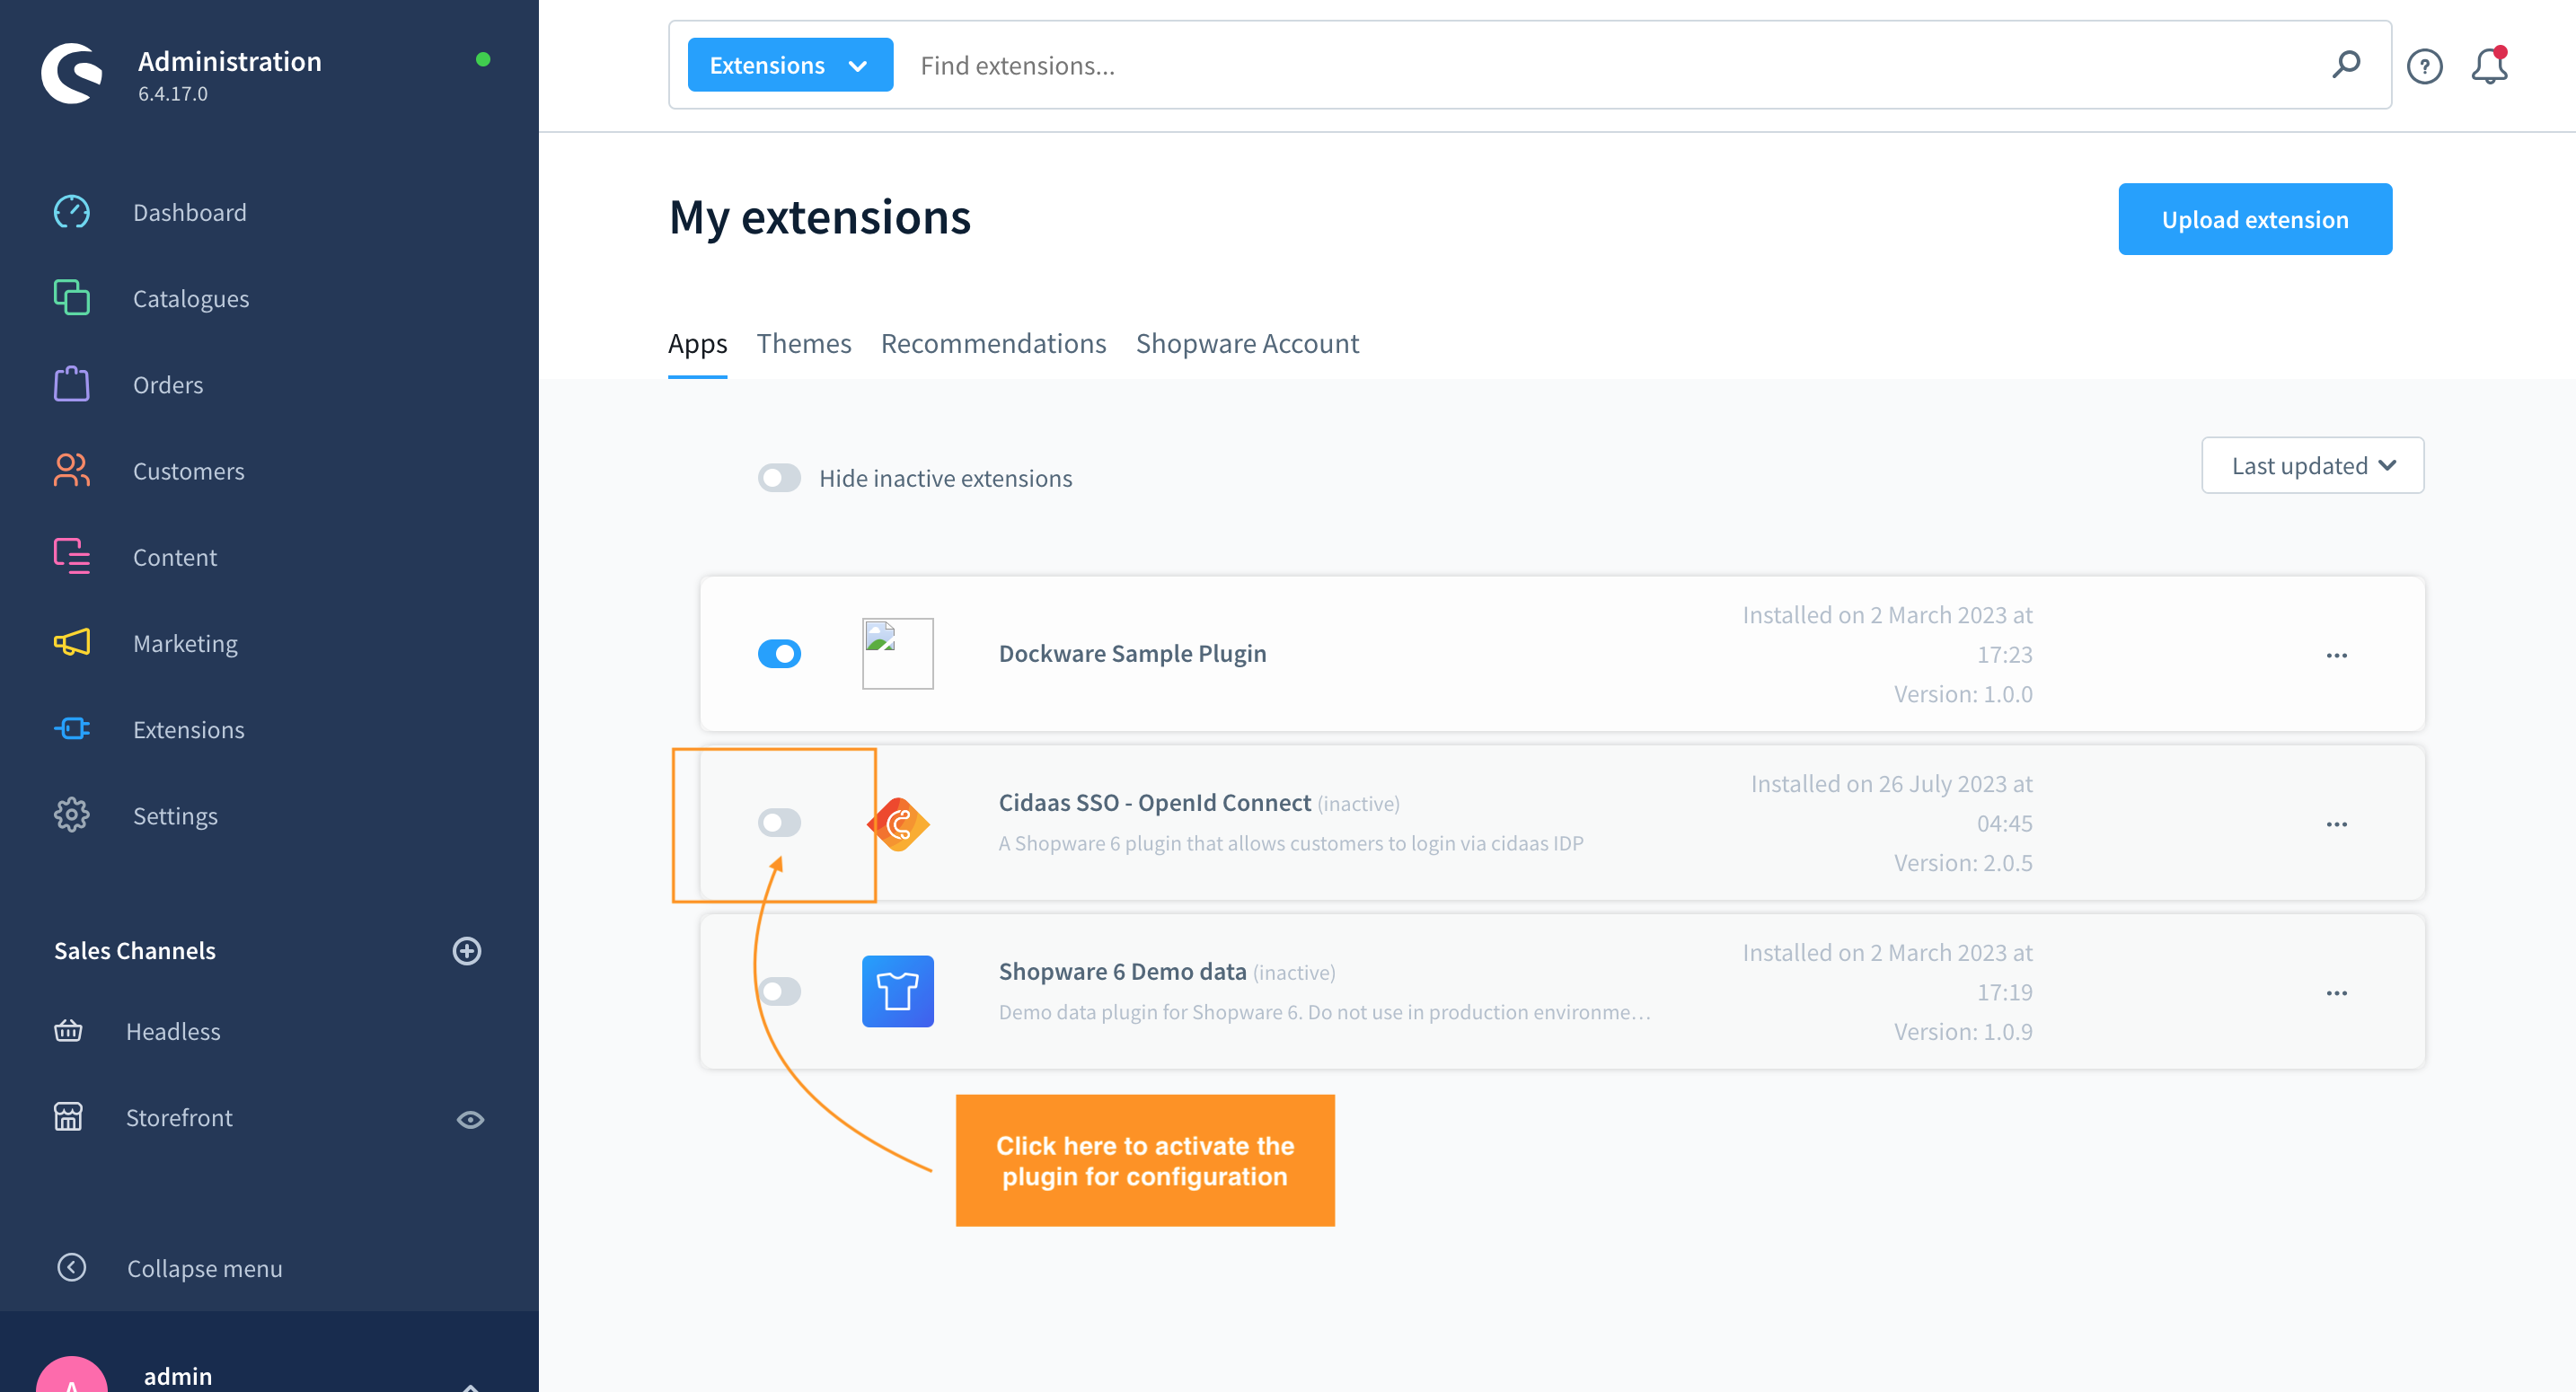 Administration
6.4.17.0
Dashboard
Catalogues
Orders
Customers
Content
Marketing
Extensions
Settings
Sales Channels
Headless
Storefront
Collapse menu
A
admin
Extensions
Find extensions...
My extensions
Upload extension
Apps
Themes
Recommendations
Shopware Account
Hide inactive extensions
Last updated
Dockware Sample Plugin
Installed on 2 March 2023 at
17:23
Version: 1.0.0
Cidaas SSO - OpenId Connect (inactive)
A Shopware 6 plugin that allows customers to login via cidaas IDP
Installed on 26 July 2023 at
04:45
Version: 2.0.5
Shopware 6 Demo data (inactive)
Demo data plugin for Shopware 6. Do not use in production environme…
Installed on 2 March 2023 at
17:19
Version: 1.0.9
Click here to activate the
plugin for configuration